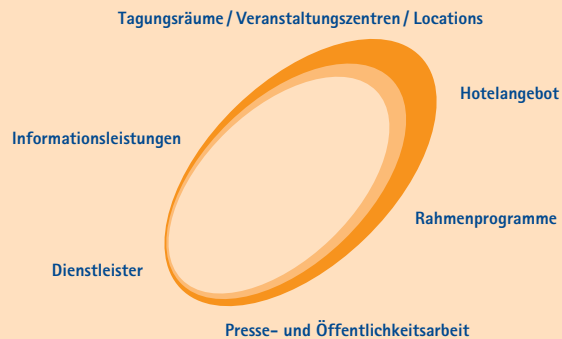 Tagungsräume / Veranstaltungszentren / Locations
Hotelangebot
Informationsleistungen
Rahmenprogramme
Dienstleister
Presse- und Öffentlichkeitsarbeit